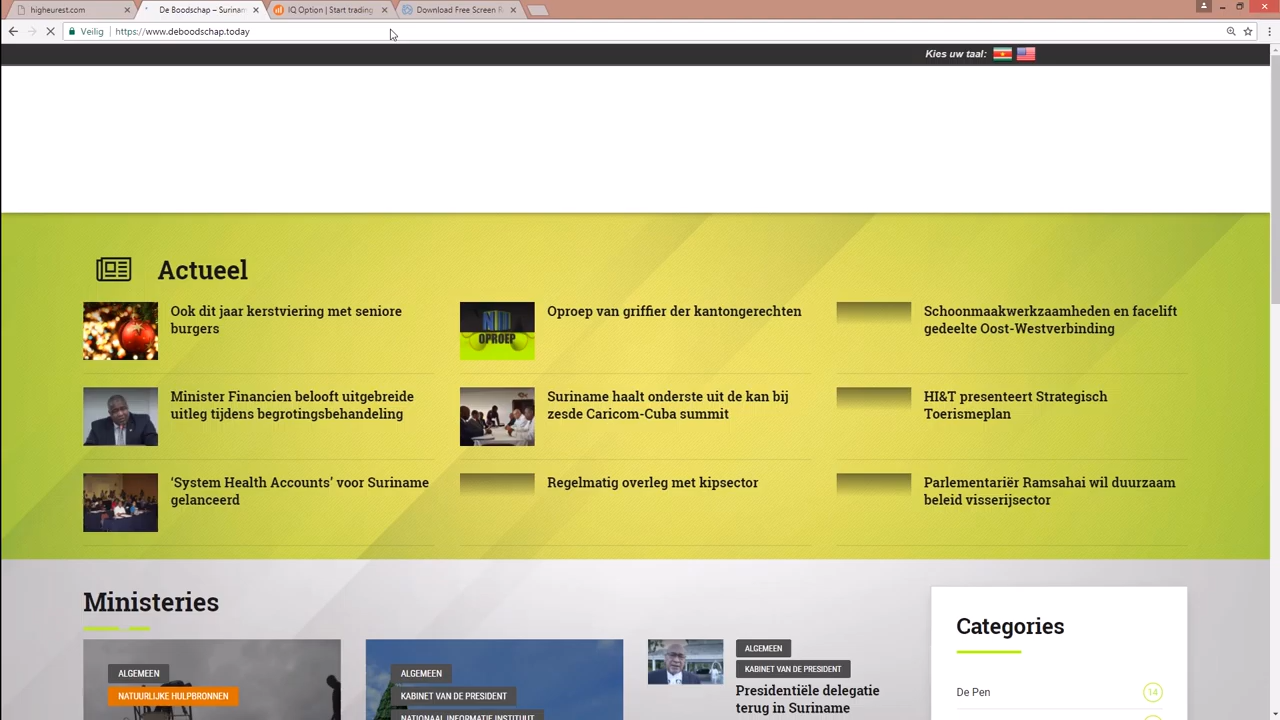 higheurest.com
De Boodschap – Surinam
IQ Option | Start trading
Download Free Screen R
Veilig
https://www.deboodschap.today
Kies uw taal:
Actueel
Ook dit jaar kerstviering met seniore
burgers
Oproep van griffier der kantongerechten
OPROEP
Schoonmaakwerkzaamheden en facelift
gedeelte Oost-Westverbinding
Minister Financien belooft uitgebreide
uitleg tijdens begrotingsbehandeling
Suriname haalt onderste uit de kan bij
zesde Caricom-Cuba summit
HI&T presenteert Strategisch
Toerismeplan
‘System Health Accounts’ voor Suriname
gelanceerd
Regelmatig overleg met kipsector
Parlementariër Ramsahai wil duurzaam
beleid visserijsector
Ministeries
ALGEMEEN
NATUURLIJKE HULPBRONNEN
ALGEMEEN
KABINET VAN DE PRESIDENT
NATIONAAL INFORMATIE INSTITUUT
ALGEMEEN
KABINET VAN DE PRESIDENT
Presidentiële delegatie
terug in Suriname
Categories
De Pen
14